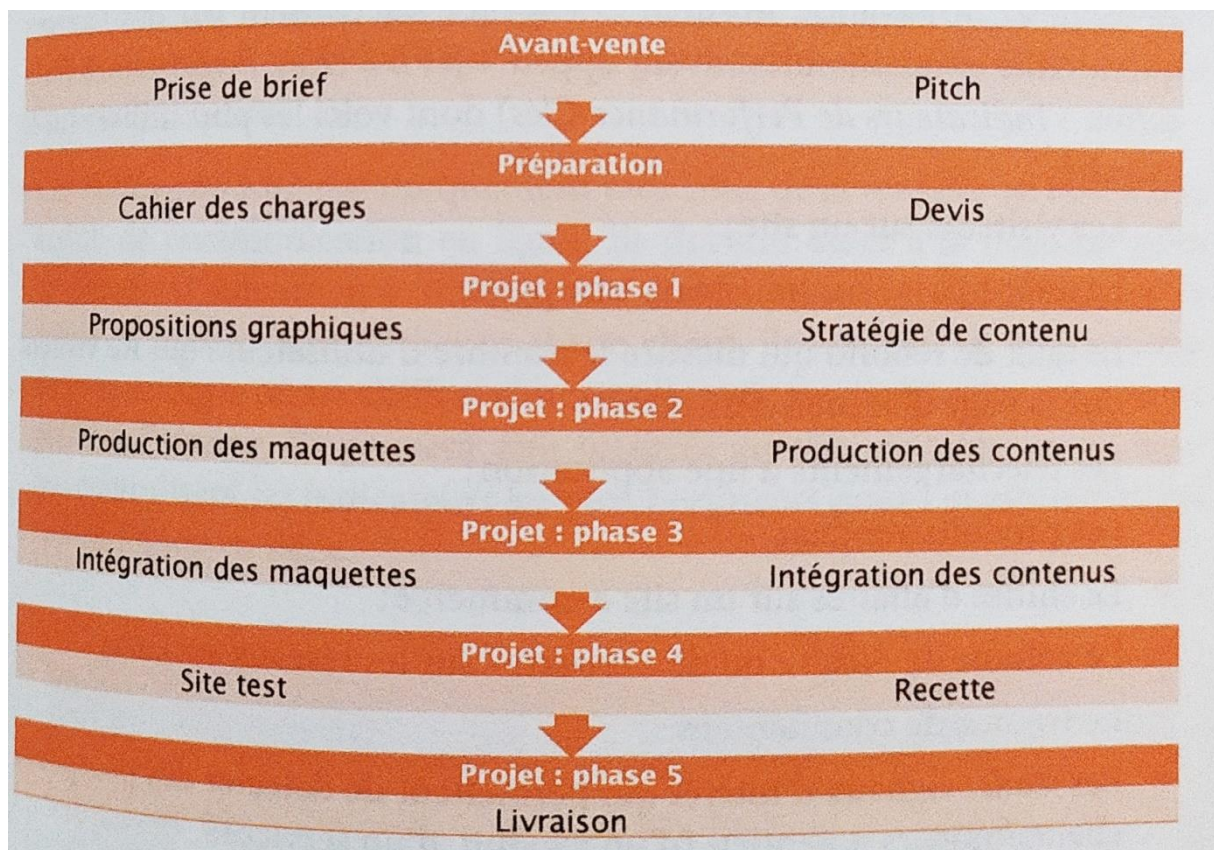 Avant-vente
Prise de brief Pitch
Préparation
Cahier des charges Devis
Projet : phase 1
Propositions graphiques Stratégie de contenu
Projet : phase 2
Production des maquettes Production des contenus
Projet : phase 3
Intégration des maquettes Intégration des contenus
Projet : phase 4
Site test Recette
Projet : phase 5
Livraison